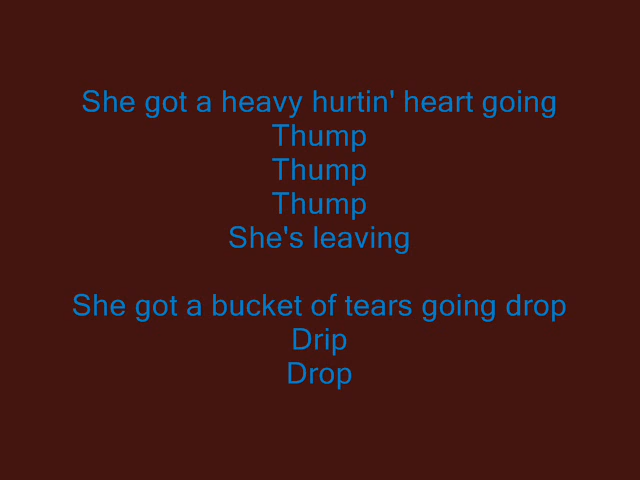 She got a heavy hurtin' heart going
Thump
Thump
Thump
She's leaving
She got a bucket of tears going drop
Drip
Drop